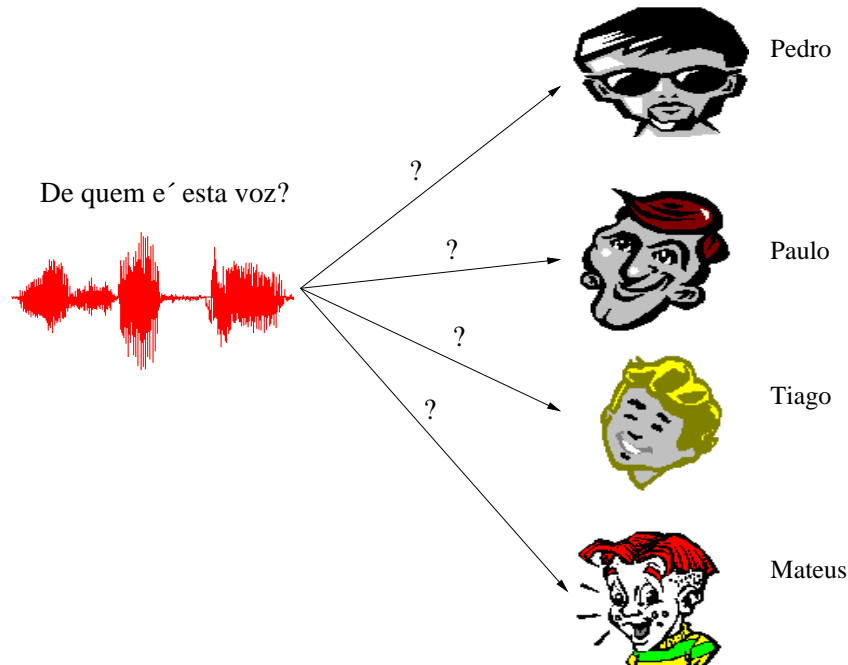 Pedro
?
De quem e´ esta voz?
?
Paulo
?
Tiago
?
Mateus